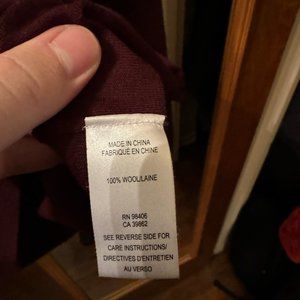 MADE IN CHINA
FABRIQUÉ EN CHINE
100% WOOL/LAINE
RN 98406
CA 39862
SEE REVERSE SIDE FOR
CARE INSTRUCTIONS/
DIRECTIVES D'ENTRETIEN
AU VERSO